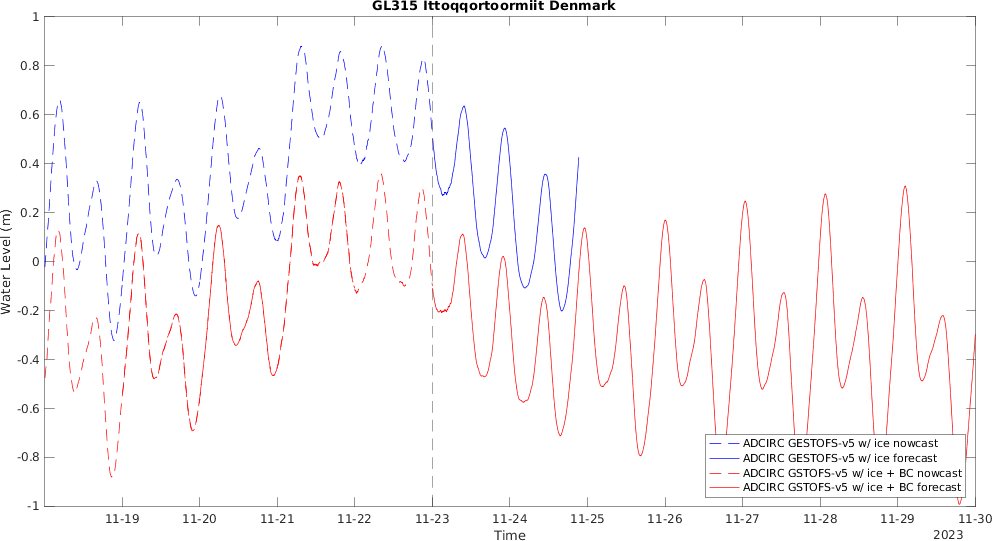 GL315 Ittoqqortoormiit Denmark
Water Level (m)
1
0.8
0.6
0.4
0.2
0
-0.2
-0.4
-0.6
-0.8
-1
ADCIRC GESTOFS-v5 w/ ice nowcast
ADCIRC GESTOFS-v5 w/ ice forecast
ADCIRC GSTOFS-v5 w/ ice + BC nowcast
ADCIRC GSTOFS-v5 w/ ice + BC forecast
11-19 11-20 11-21 11-22 11-23 11-24 11-25 11-26 11-27 11-28 11-29 11-30
Time
2023